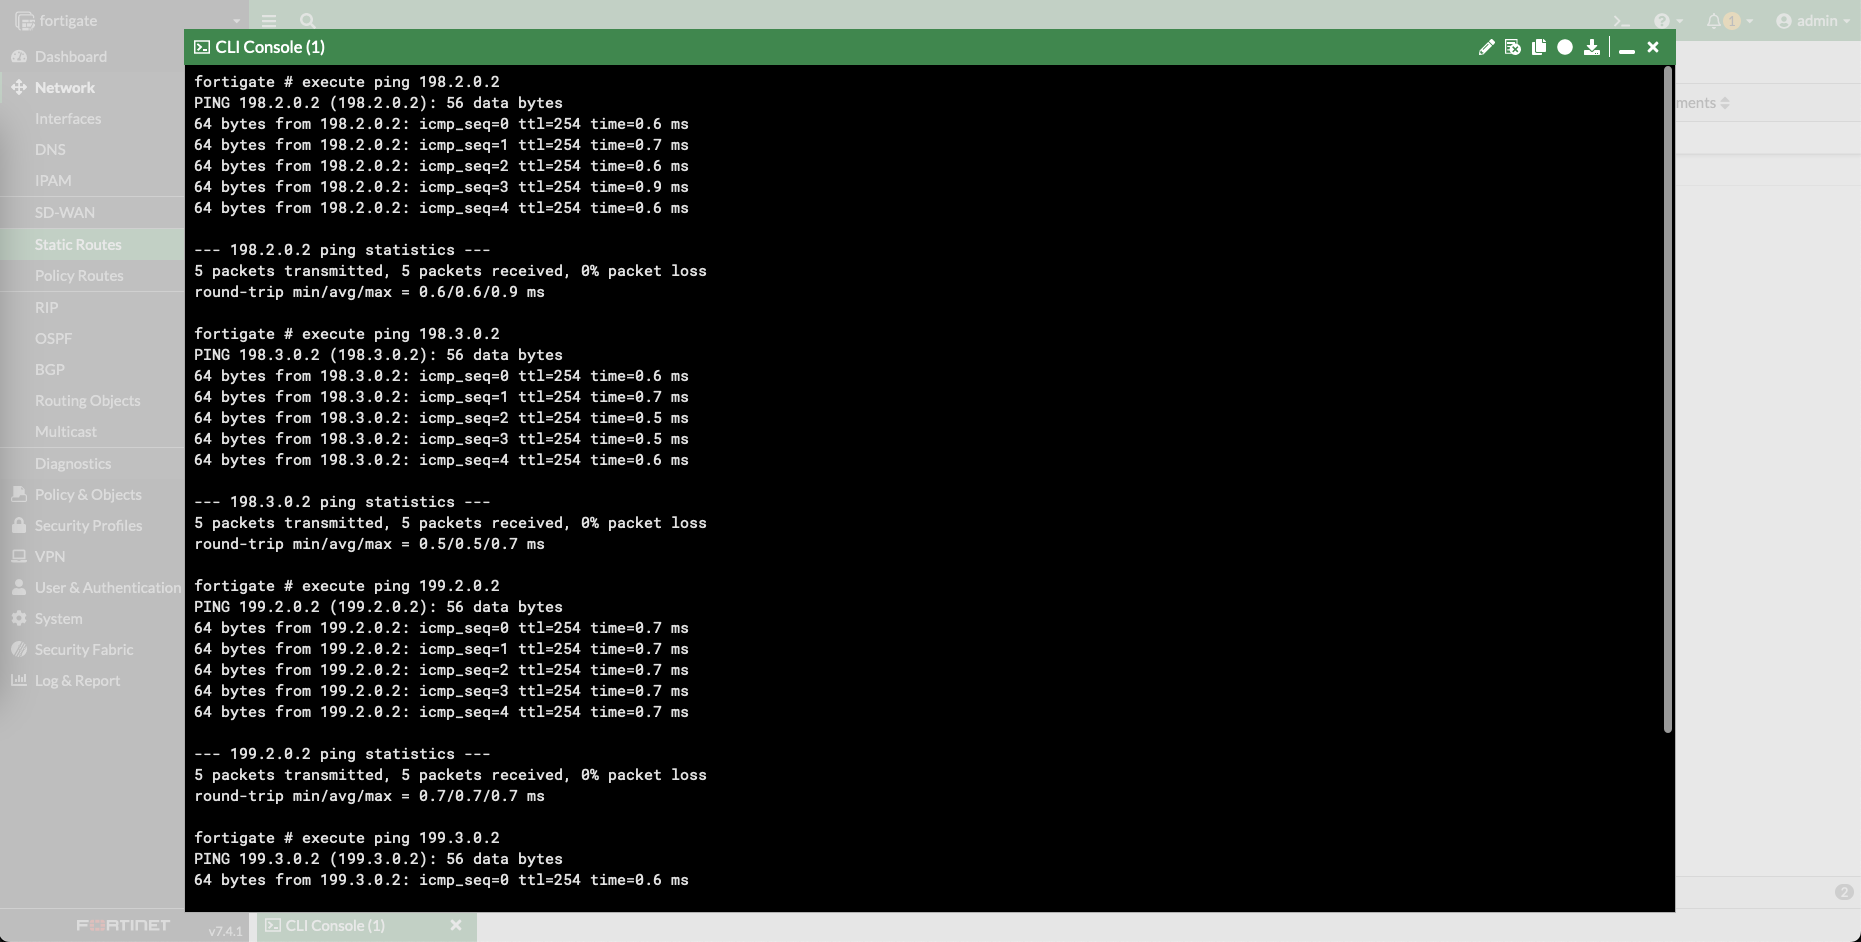 fortigate
1
admin
CLI Console (1)
Dashboard
Network
Interfaces
DNS
IPAM
SD-WAN
Static Routes
Policy Routes
RIP
OSPF
BGP
Routing Objects
Multicast
Diagnostics
Policy & Objects
Security Profiles
VPN
User & Authentication
System
Security Fabric
Log & Report
fortigate # execute ping 198.2.0.2
PING 198.2.0.2 (198.2.0.2): 56 data bytes
64 bytes from 198.2.0.2: icmp_seq=0 ttl=254 time=0.6 ms
64 bytes from 198.2.0.2: icmp_seq=1 ttl=254 time=0.7 ms
64 bytes from 198.2.0.2: icmp_seq=2 ttl=254 time=0.6 ms
64 bytes from 198.2.0.2: icmp_seq=3 ttl=254 time=0.9 ms
64 bytes from 198.2.0.2: icmp_seq=4 ttl=254 time=0.6 ms
--- 198.2.0.2 ping statistics ---
5 packets transmitted, 5 packets received, 0% packet loss
round-trip min/avg/max = 0.6/0.6/0.9 ms
fortigate # execute ping 198.3.0.2
PING 198.3.0.2 (198.3.0.2): 56 data bytes
64 bytes from 198.3.0.2: icmp_seq=0 ttl=254 time=0.6 ms
64 bytes from 198.3.0.2: icmp_seq=1 ttl=254 time=0.7 ms
64 bytes from 198.3.0.2: icmp_seq=2 ttl=254 time=0.5 ms
64 bytes from 198.3.0.2: icmp_seq=3 ttl=254 time=0.5 ms
64 bytes from 198.3.0.2: icmp_seq=4 ttl=254 time=0.6 ms
--- 198.3.0.2 ping statistics ---
5 packets transmitted, 5 packets received, 0% packet loss
round-trip min/avg/max = 0.5/0.5/0.7 ms
fortigate # execute ping 199.2.0.2
PING 199.2.0.2 (199.2.0.2): 56 data bytes
64 bytes from 199.2.0.2: icmp_seq=0 ttl=254 time=0.7 ms
64 bytes from 199.2.0.2: icmp_seq=1 ttl=254 time=0.7 ms
64 bytes from 199.2.0.2: icmp_seq=2 ttl=254 time=0.7 ms
64 bytes from 199.2.0.2: icmp_seq=3 ttl=254 time=0.7 ms
64 bytes from 199.2.0.2: icmp_seq=4 ttl=254 time=0.7 ms
--- 199.2.0.2 ping statistics ---
5 packets transmitted, 5 packets received, 0% packet loss
round-trip min/avg/max = 0.7/0.7/0.7 ms
fortigate # execute ping 199.3.0.2
PING 199.3.0.2 (199.3.0.2): 56 data bytes
64 bytes from 199.3.0.2: icmp_seq=0 ttl=254 time=0.6 ms
ments
2
FORTINET
v7.4.1
CLI Console (1)